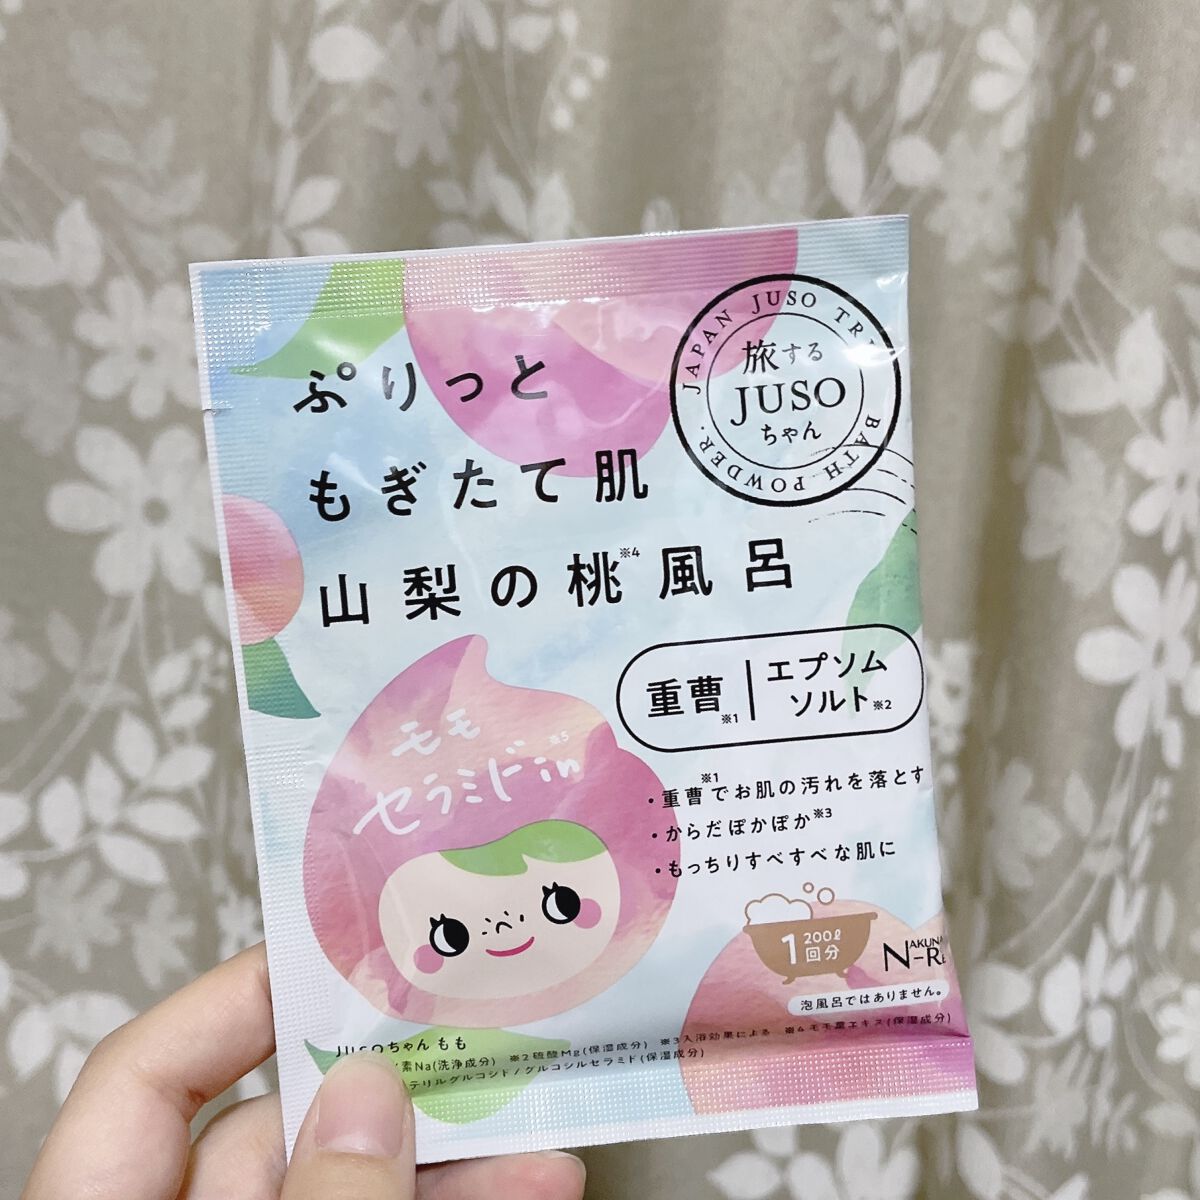 ぷりっと
もぎたて肌
山梨の桃※4風呂
JAPAN JUSO TRI
BATH POWDER.
旅する
JUSO
ちゃん
重曹※1
エプソム
ソルト※2
モモ
セラミドin※5
・重曹※1でお肌の汚れを落とす
・からだぽかぽか※3
・もっちりすべすべな肌に
1回分
200ℓ
泡風呂ではありません。
JUSOちゃん もも
素Na(洗浄成分) ※2硫酸Mg(保湿成分) ※3入浴効果による ※4モモ葉エキス(保湿成分)
テリルグルコシド/グルコシルセラミド(保湿成分)